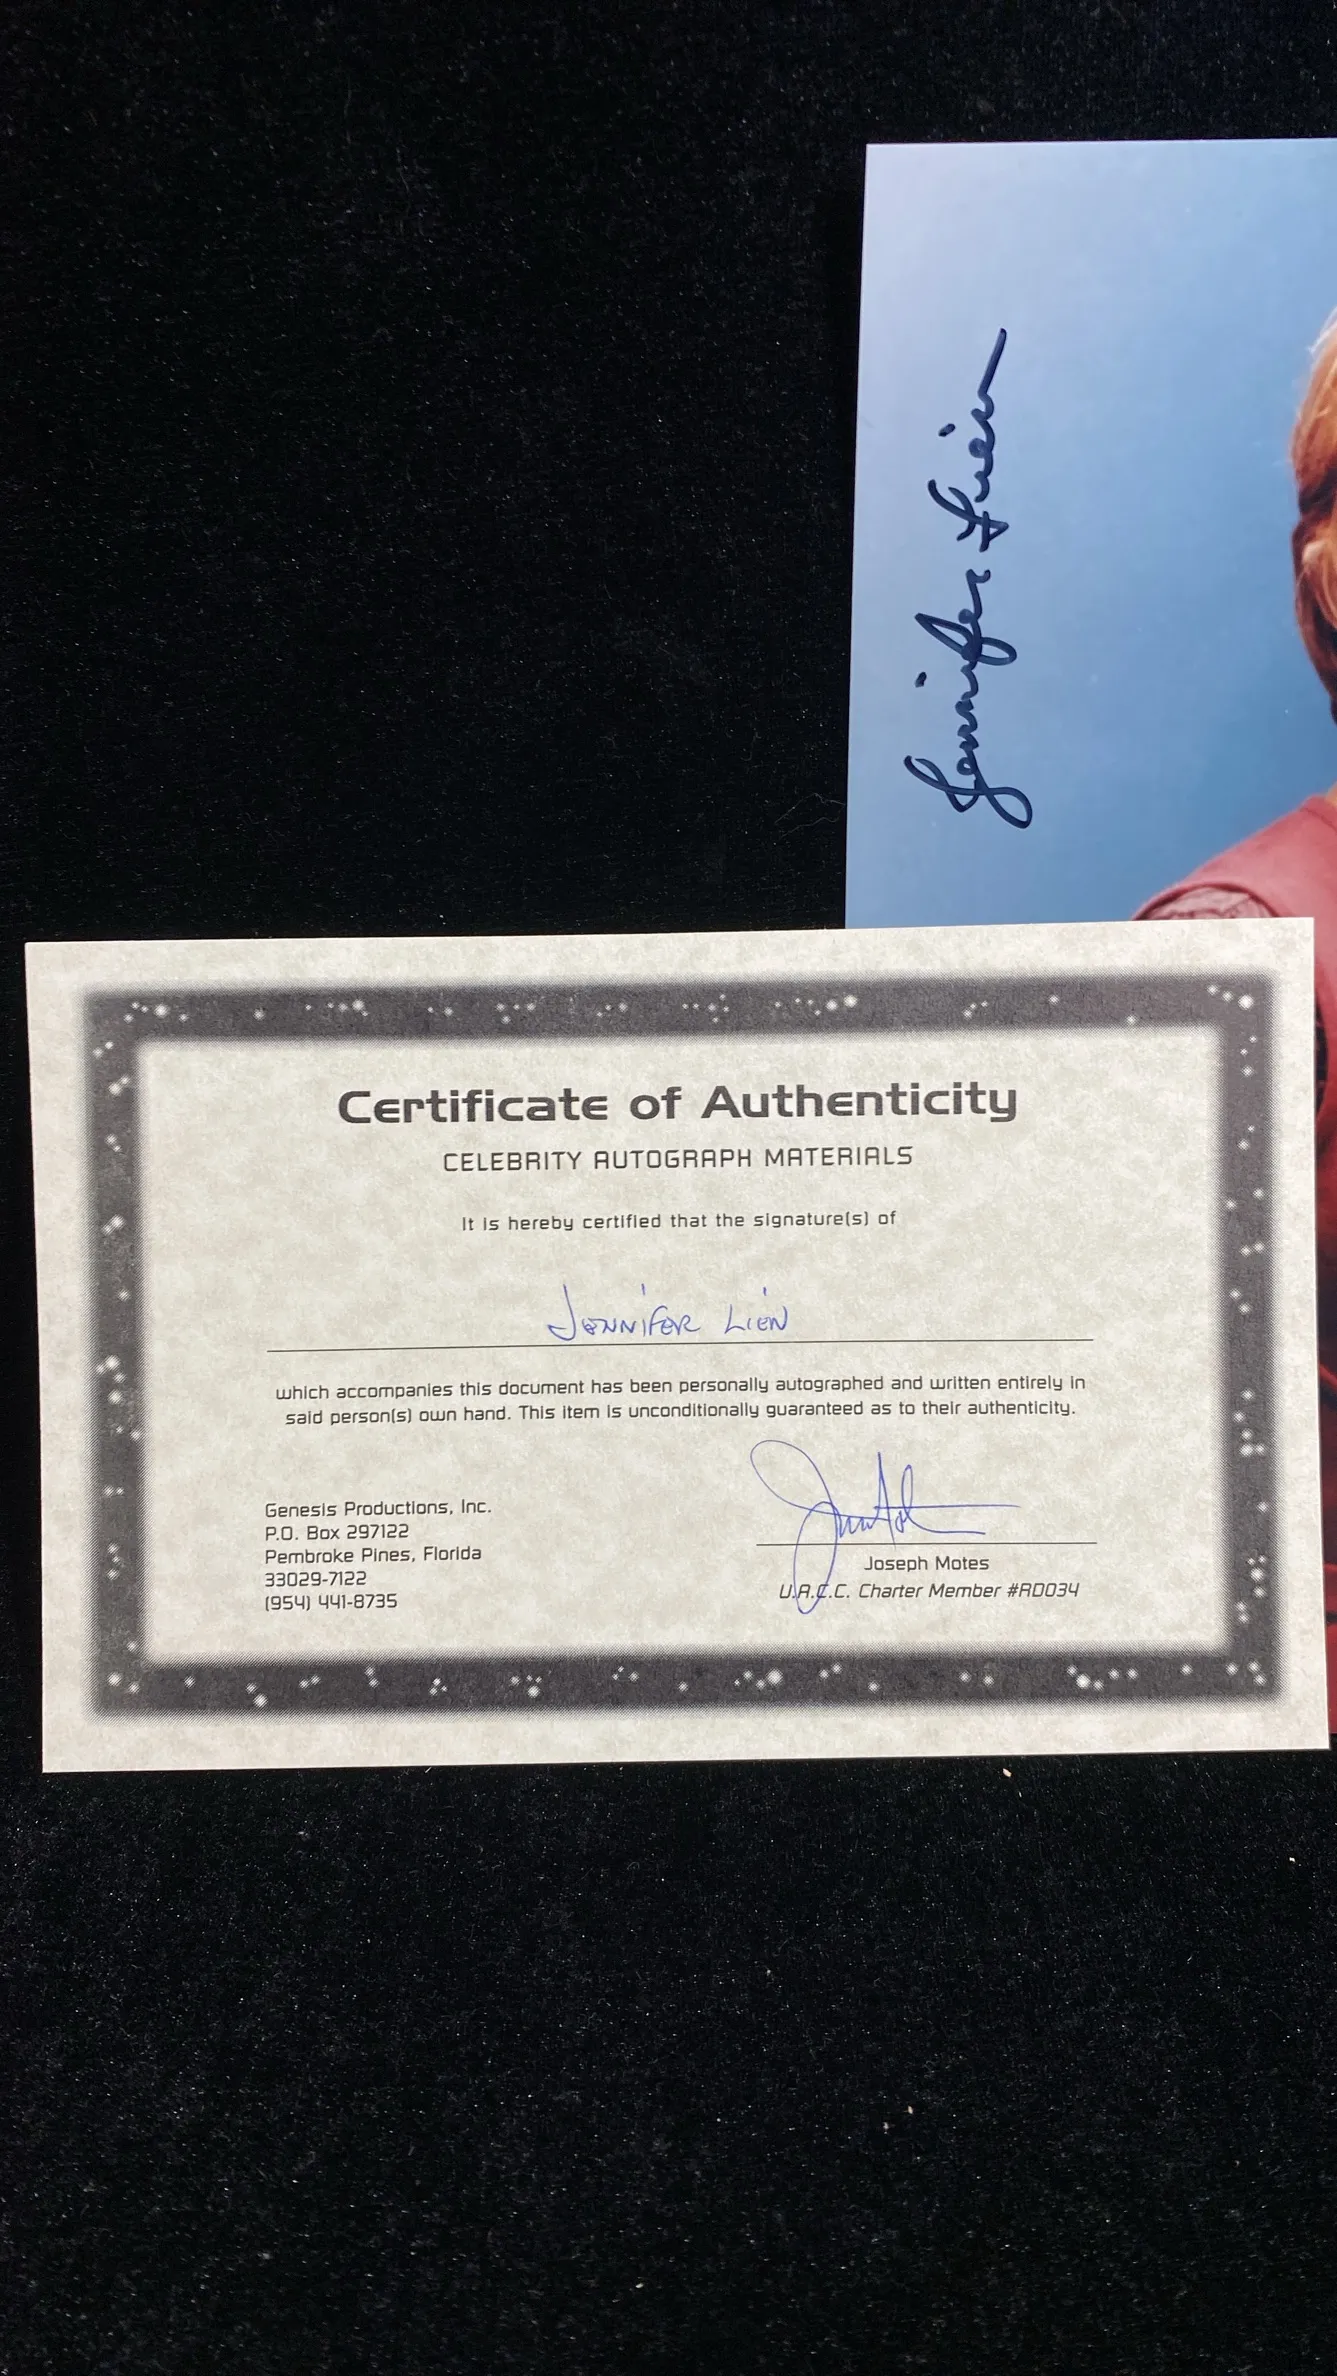 Jennifer Lien
Certificate of Authenticity
CELEBRITY AUTOGRAPH MATERIALS
It is hereby certified that the signature(s) of
JENNIFER LIEN
which accompanies this document has been personally autographed and written entirely in
said person(s) own hand. This item is unconditionally guaranteed as to their authenticity.
Genesis Productions, Inc.
P.O. Box 297122
Pembroke Pines, Florida
33029-7122
(954) 441-8735
Joseph Motes
U.A.C.C. Charter Member #RD034